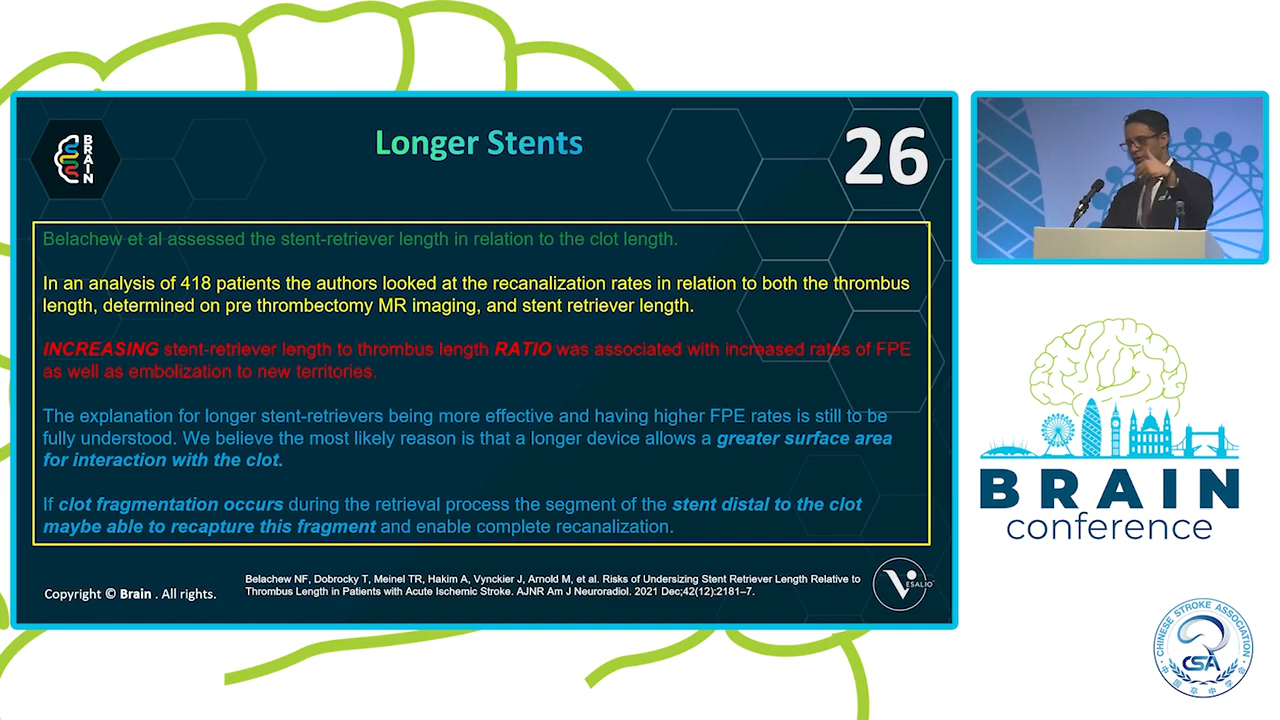 BRAIN
Longer Stents
26
Belachew et al assessed the stent-retriever length in relation to the clot length.
In an analysis of 418 patients the authors looked at the recanalization rates in relation to both the thrombus
length, determined on pre thrombectomy MR imaging, and stent retriever length.
INCREASING stent-retriever length to thrombus length RATIO was associated with increased rates of FPE
as well as embolization to new territories.
The explanation for longer stent-retrievers being more effective and having higher FPE rates is still to be
fully understood. We believe the most likely reason is that a longer device allows a greater surface area
for interaction with the clot.
If clot fragmentation occurs during the retrieval process the segment of the stent distal to the clot
maybe able to recapture this fragment and enable complete recanalization.
Belachew NF, Dobrocky T, Meinel TR, Hakim A, Vynckier J, Arnold M, et al. Risks of Undersizing Stent Retriever Length Relative to
Thrombus Length in Patients with Acute Ischemic Stroke. AJNR Am J Neuroradiol. 2021 Dec;42(12):2181–7.
Copyright © Brain . All rights.
VESALIO
BRAIN
conference
CHINESE STROKE ASSOCIATION
CSA
中国卒中学会